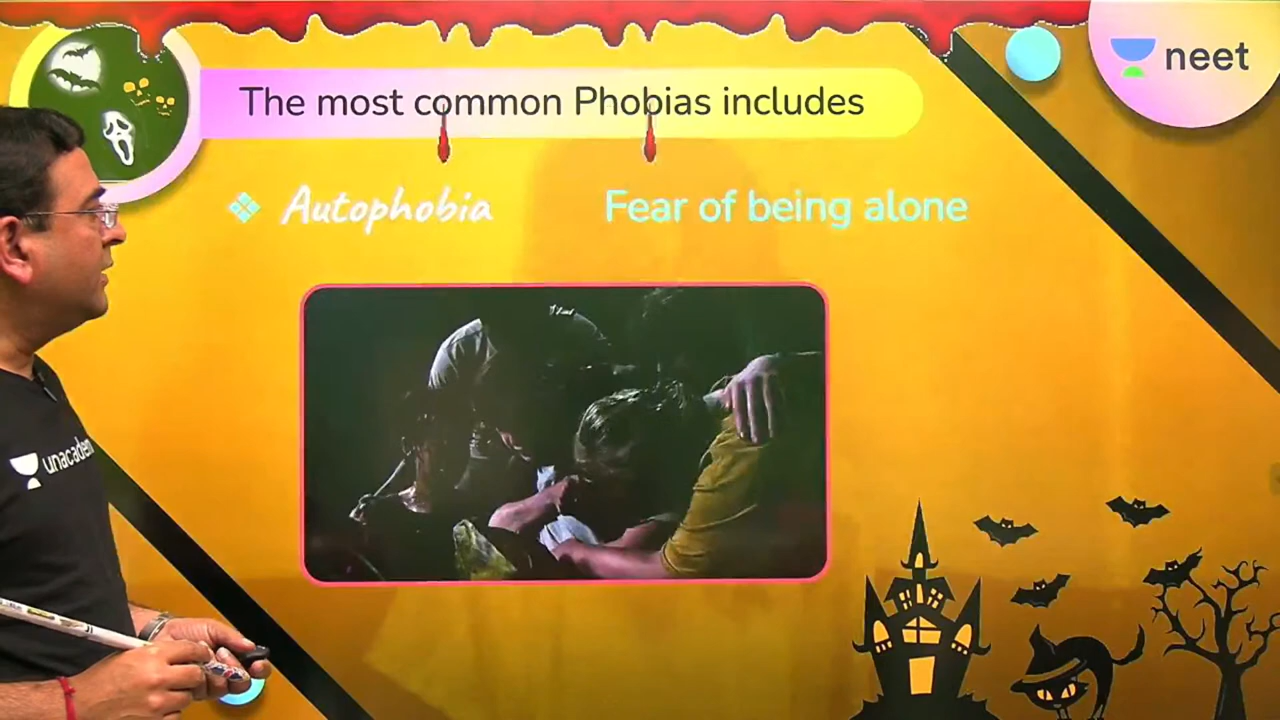 neet
The most common Phobias includes
Autophobia
Fear of being alone
unacadem